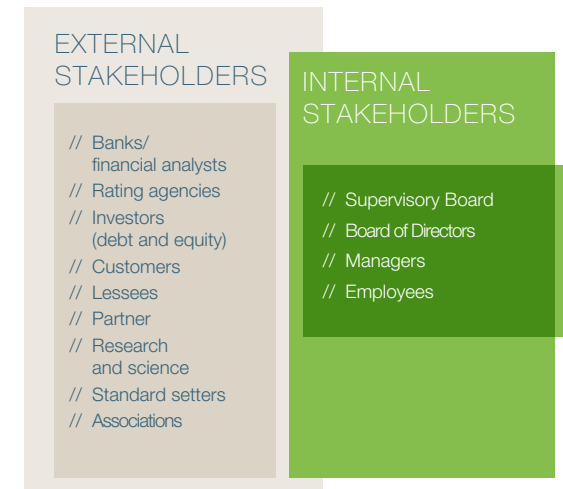 EXTERNAL
STAKEHOLDERS
// Banks/
financial analysts
// Rating agencies
// Investors
(debt and equity)
// Customers
// Lessees
// Partner
// Research
and science
// Standard setters
// Associations
INTERNAL
STAKEHOLDERS
// Supervisory Board
// Board of Directors
// Managers
// Employees